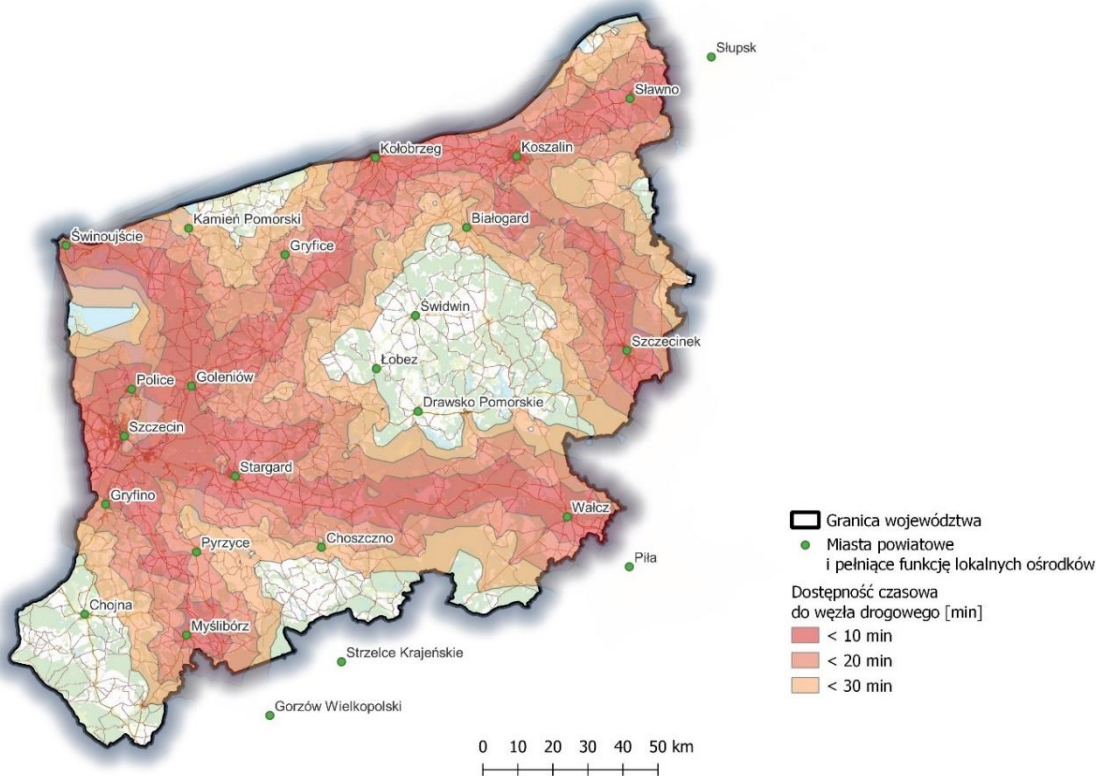 Słupsk
Sławno
Kołobrzeg
Koszalin
Kamień Pomorski
Białogard
Świnoujście
Gryfice
Świdwin
Szczecinek
Łobez
Police
Goleniów
Drawsko Pomorskie
Szczecin
Stargard
Gryfino
Wałcz
Pyrzyce
Choszczno
Piła
Chojna
Myślibórz
Strzelce Krajeńskie
Gorzów Wielkopolski
Granica województwa
Miasta powiatowe
i pełniące funkcję lokalnych ośrodków
Dostępność czasowa
do węzła drogowego [min]
< 10 min
< 20 min
< 30 min
0 10 20 30 40 50 km